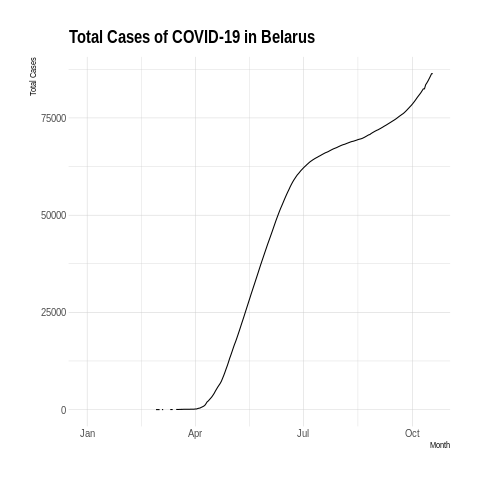 Total Cases of COVID-19 in Belarus
Total Cases
75000
50000
25000
0
Jan Apr Jul Oct
Month